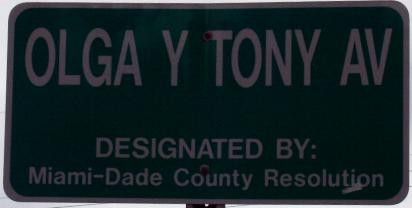 OLGA Y TONY AV
DESIGNATED BY:
Miami-Dade County Resolution